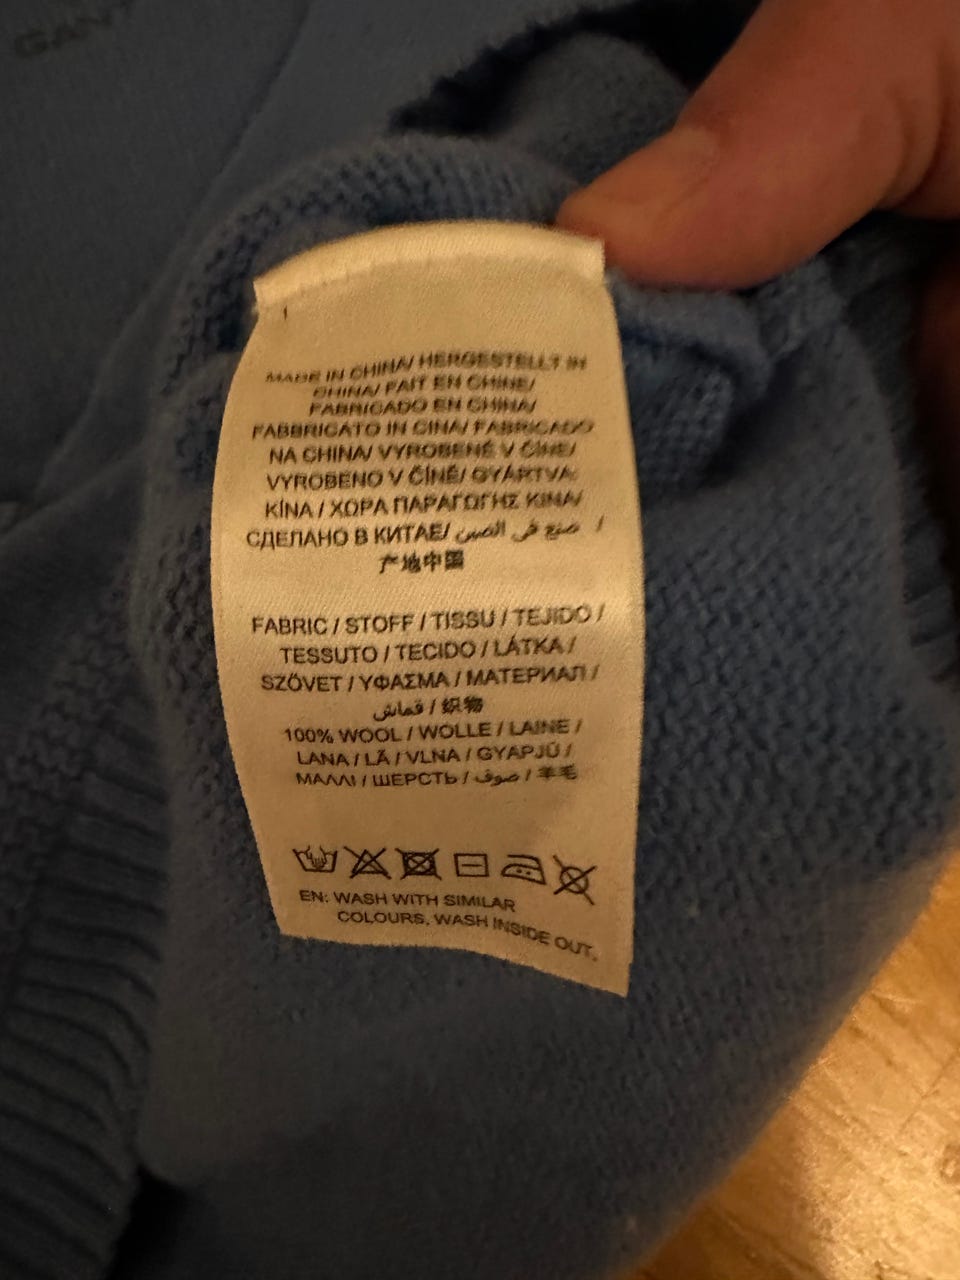 GANT
MADE IN CHINA/ HERGESTELLT IN
CHINA/ FAIT EN CHINE/
FABRICADO EN CHINA/
FABBRICATO IN CINA/ FABRICADO
NA CHINA/ VYROBENÉ V ČÍNE/
VYROBENO V ČÍNĚ/ GYÁRTVA:
KÍNA / ΧΩΡΑ ΠΑΡΑΓΩΓΗΣ ΚΙΝΑ/
СДЕЛАНО В КИТАЕ/ صنع في الصين /
产地中国
FABRIC / STOFF / TISSU / TEJIDO /
TESSUTO / TECIDO / LÁTKA /
SZÖVET / ΥΦΑΣΜΑ / МАТЕРИАЛ /
قماش / 织物
100% WOOL / WOLLE / LAINE /
LANA / LÃ / VLNA / GYAPJÚ /
ΜΑΛΛΙ / ШЕРСТЬ / صوف / 羊毛
EN: WASH WITH SIMILAR
COLOURS. WASH INSIDE OUT.